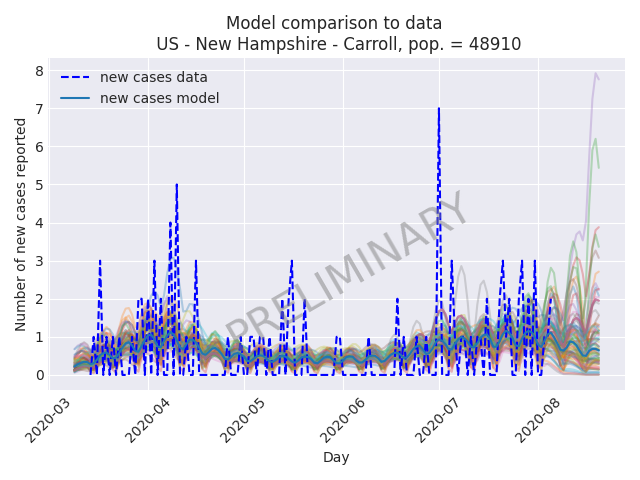 Model comparison to data
US - New Hampshire - Carroll, pop. = 48910
new cases data
new cases model
PRELIMINARY
Number of new cases reported
8
7
6
5
4
3
2
1
0
2020-03
2020-04
2020-05
2020-06
2020-07
2020-08
Day